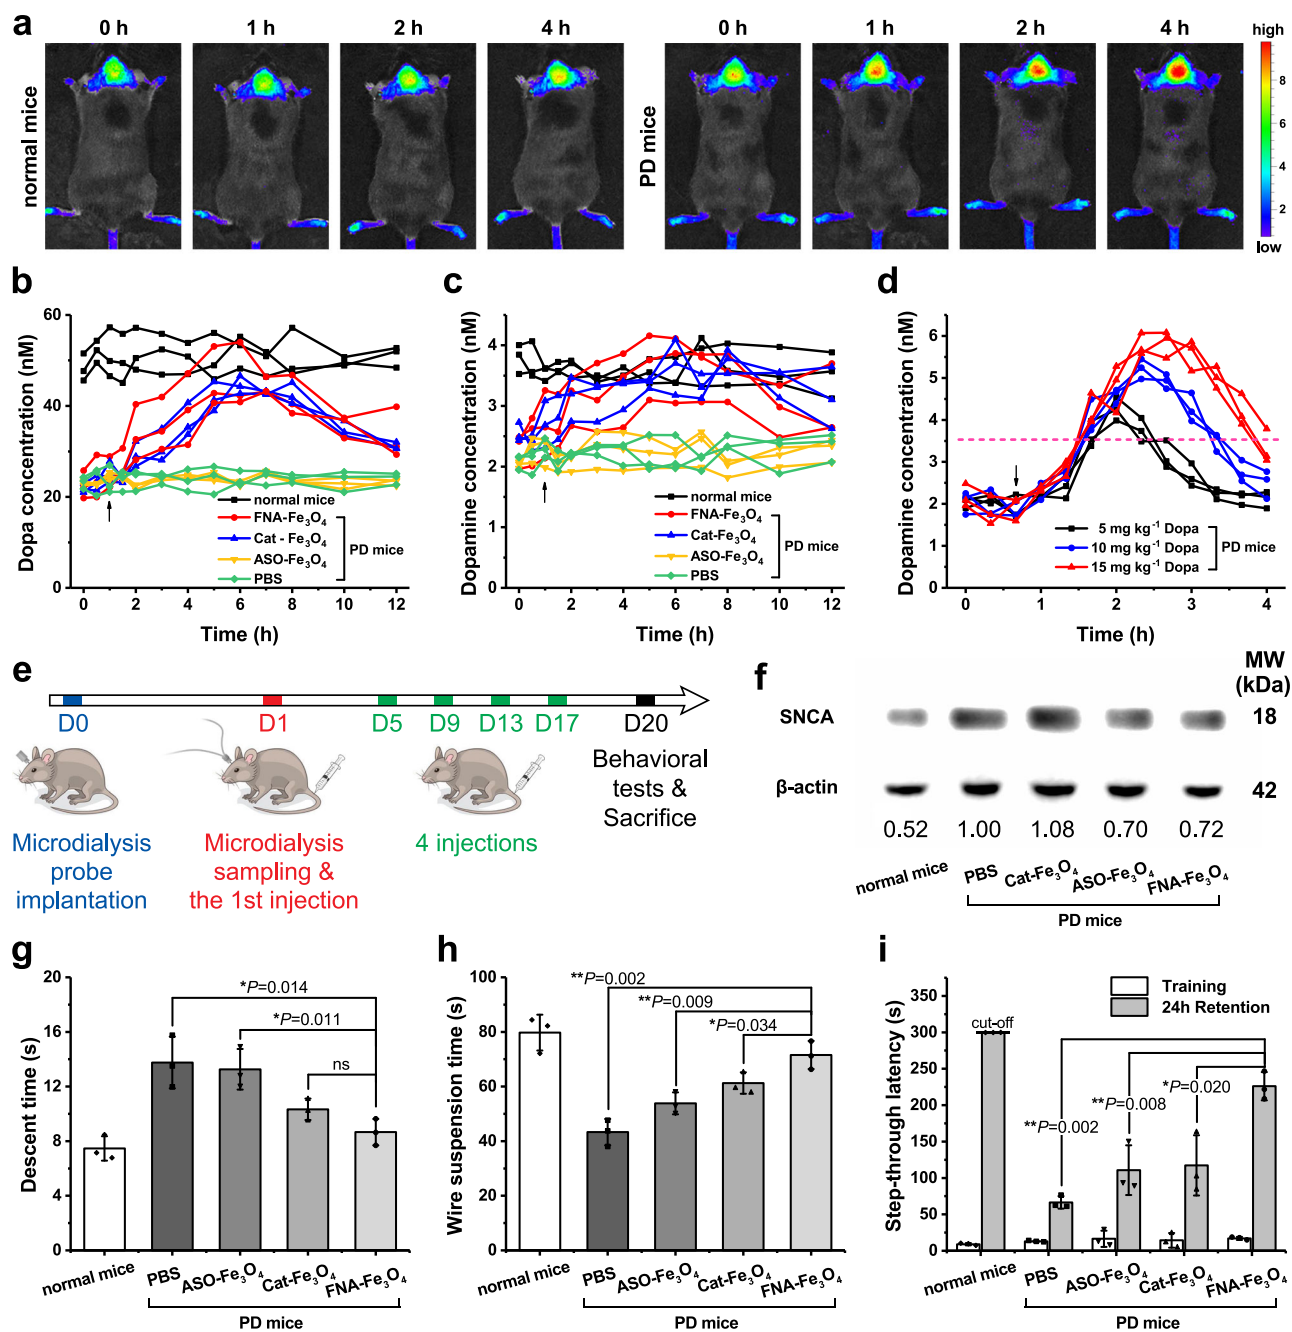 a
0 h 1 h 2 h 4 h 0 h 1 h 2 h 4 h
normal mice
PD mice
high
8
6
4
2
low
b
Dopa concentration (nM)
60
40
20
0
normal mice
FNA-Fe₃O₄
Cat - Fe₃O₄
ASO-Fe₃O₄
PBS
PD mice
0 2 4 6 8 10 12
Time (h)
c
Dopamine concentration (nM)
5
4
3
2
1
0
normal mice
FNA-Fe₃O₄
Cat-Fe₃O₄
ASO-Fe₃O₄
PBS
PD mice
0 2 4 6 8 10 12
Time (h)
d
Dopamine concentration (nM)
6
5
4
3
2
1
0
5 mg kg⁻¹ Dopa
10 mg kg⁻¹ Dopa
15 mg kg⁻¹ Dopa
PD mice
0 1 2 3 4
Time (h)
e
D0 D1 D5 D9 D13 D17 D20
Microdialysis
probe
implantation
Microdialysis
sampling &
the 1st injection
4 injections
Behavioral
tests &
Sacrifice
f
MW
(kDa)
SNCA 18
β-actin 42
0.52 1.00 1.08 0.70 0.72
normal mice PBS Cat-Fe₃O₄ ASO-Fe₃O₄ FNA-Fe₃O₄
PD mice
g
Descent time (s)
20
16
12
8
4
0
*P=0.014
*P=0.011
ns
normal mice PBS ASO-Fe₃O₄ Cat-Fe₃O₄ FNA-Fe₃O₄
PD mice
h
Wire suspension time (s)
100
80
60
40
20
0
**P=0.002
**P=0.009
*P=0.034
normal mice PBS ASO-Fe₃O₄ Cat-Fe₃O₄ FNA-Fe₃O₄
PD mice
i
Step-through latency (s)
350
300
250
200
150
100
50
0
Training
24h Retention
cut-off
*P=0.020
**P=0.008
**P=0.002
normal mice PBS ASO-Fe₃O₄ Cat-Fe₃O₄ FNA-Fe₃O₄
PD mice